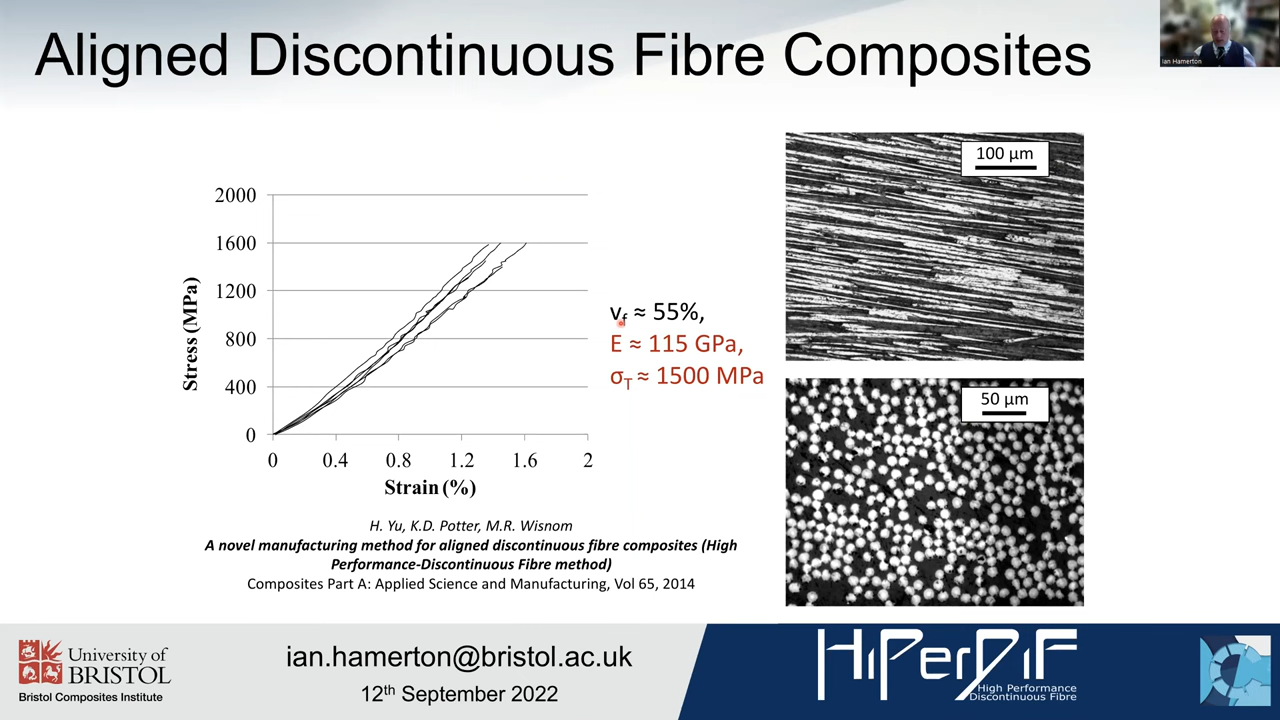 Aligned Discontinuous Fibre Composites
Ian Hamerton
2000
1600
1200
800
400
0
Stress (MPa)
0 0.4 0.8 1.2 1.6 2
Strain (%)
vf ≈ 55%,
E ≈ 115 GPa,
σT ≈ 1500 MPa
100 µm
50 µm
H. Yu, K.D. Potter, M.R. Wisnom
A novel manufacturing method for aligned discontinuous fibre composites (High
Performance-Discontinuous Fibre method)
Composites Part A: Applied Science and Manufacturing, Vol 65, 2014
University of
BRISTOL
Bristol Composites Institute
ian.hamerton@bristol.ac.uk
12th September 2022
HiPerDiF
High Performance
Discontinuous Fibre